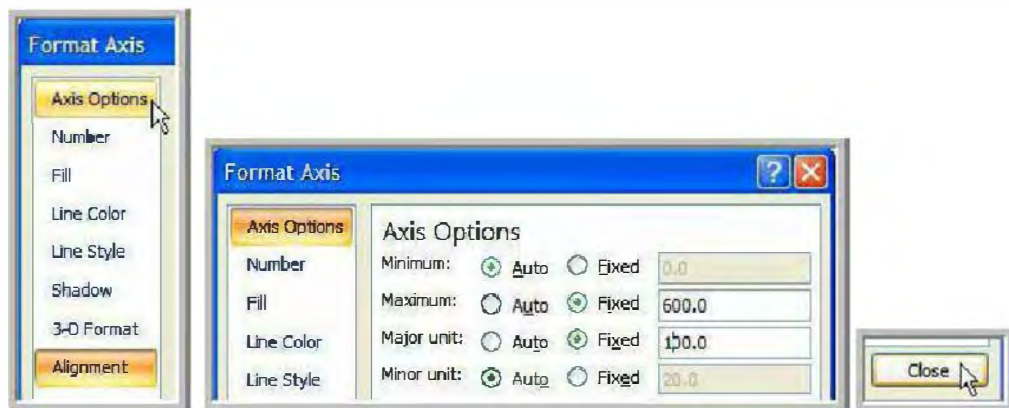 Format Axis
Axis Options
Number
Fill
Line Color
Line Style
Shadow
3-D Format
Alignment
Format Axis
Axis Options
Number
Fill
Line Color
Line Style
Axis Options
Minimum: Auto Fixed 0.0
Maximum: Auto Fixed 600.0
Major unit: Auto Fixed 100.0
Minor unit: Auto Fixed 20.0
Close